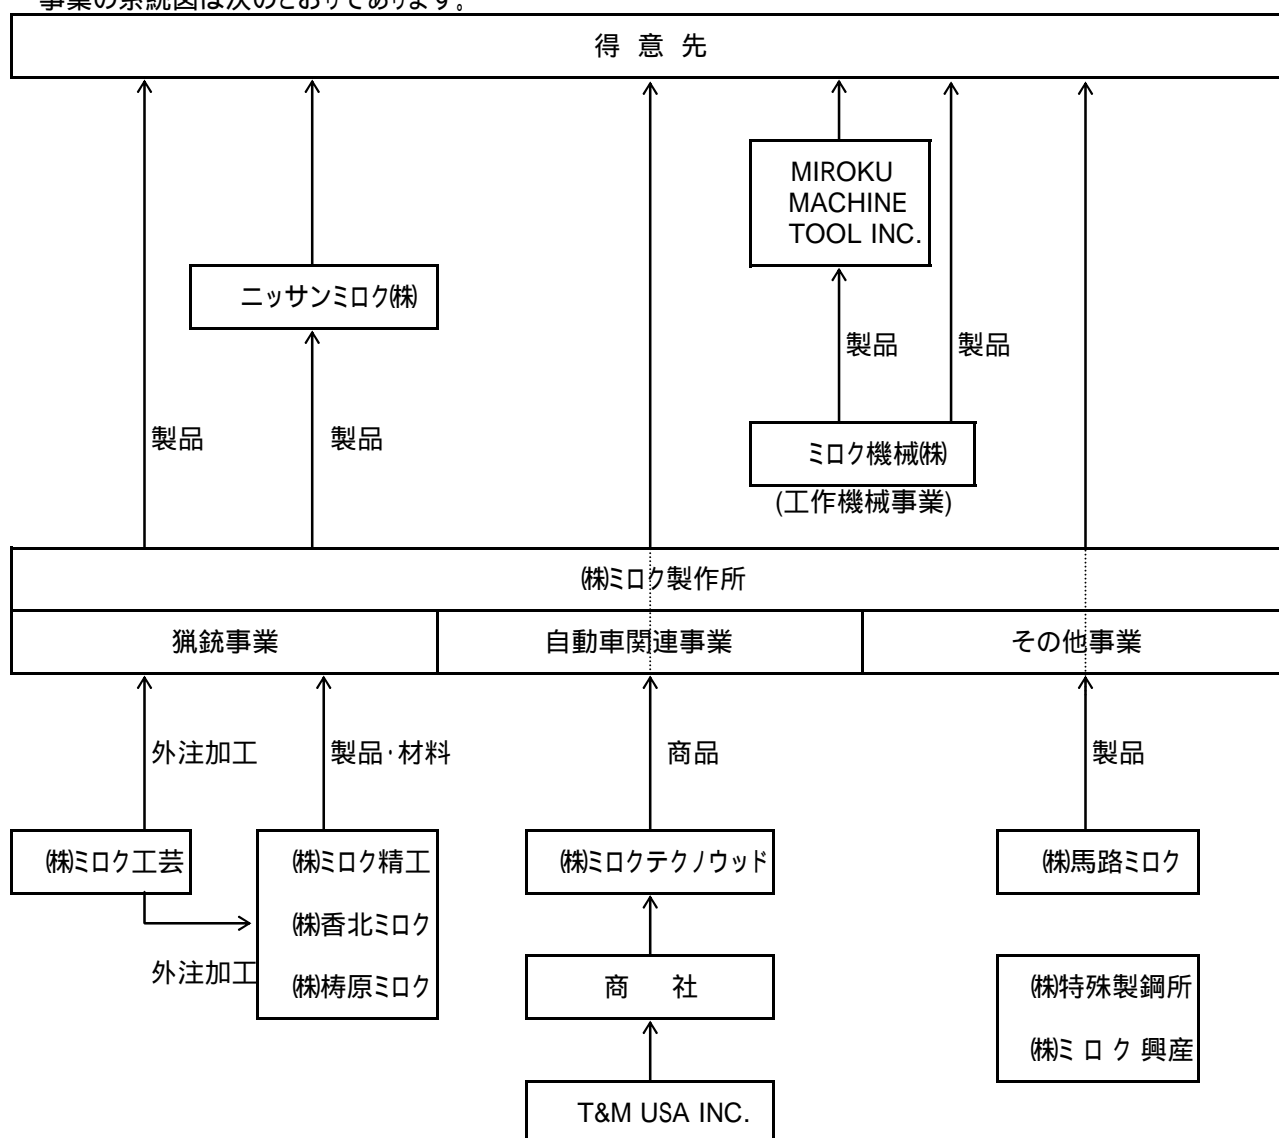 事業の系統図は次のとおりであります。
得 意 先
MIROKU
MACHINE
TOOL INC.
ニッサンミロク㈱
製品 製品
製品 製品
ミロク機械㈱
(工作機械事業)
㈱ミロク製作所
猟銃事業 自動車関連事業 その他事業
外注加工 製品・材料 商品 製品
㈱ミロク工芸 ㈱ミロク精工 ㈱ミロクテクノウッド ㈱馬路ミロク
㈱香北ミロク
外注加工 ㈱梼原ミロク 商 社 ㈱特殊製鋼所
㈱ミロク興産
T&M USA INC.